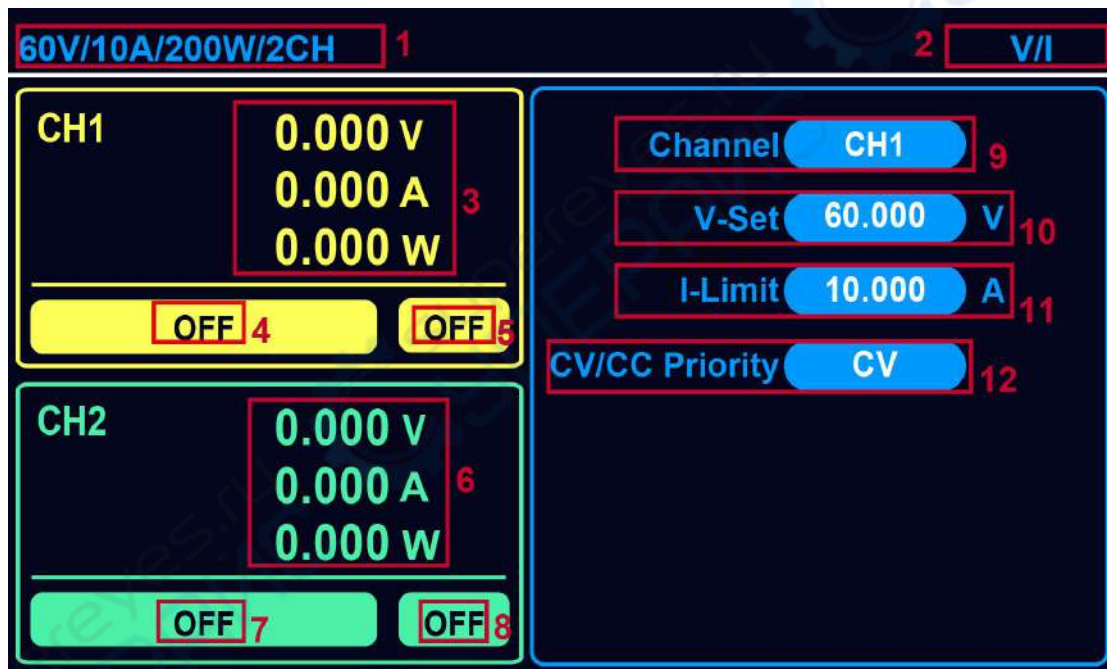 60V/10A/200W/2CH 1
2 V/I
CH1
0.000 V
0.000 A
0.000 W
3
OFF 4
OFF 5
CH2
0.000 V
0.000 A
0.000 W
6
OFF 7
OFF 8
Channel CH1 9
V-Set 60.000 V 10
I-Limit 10.000 A 11
CV/CC Priority CV 12